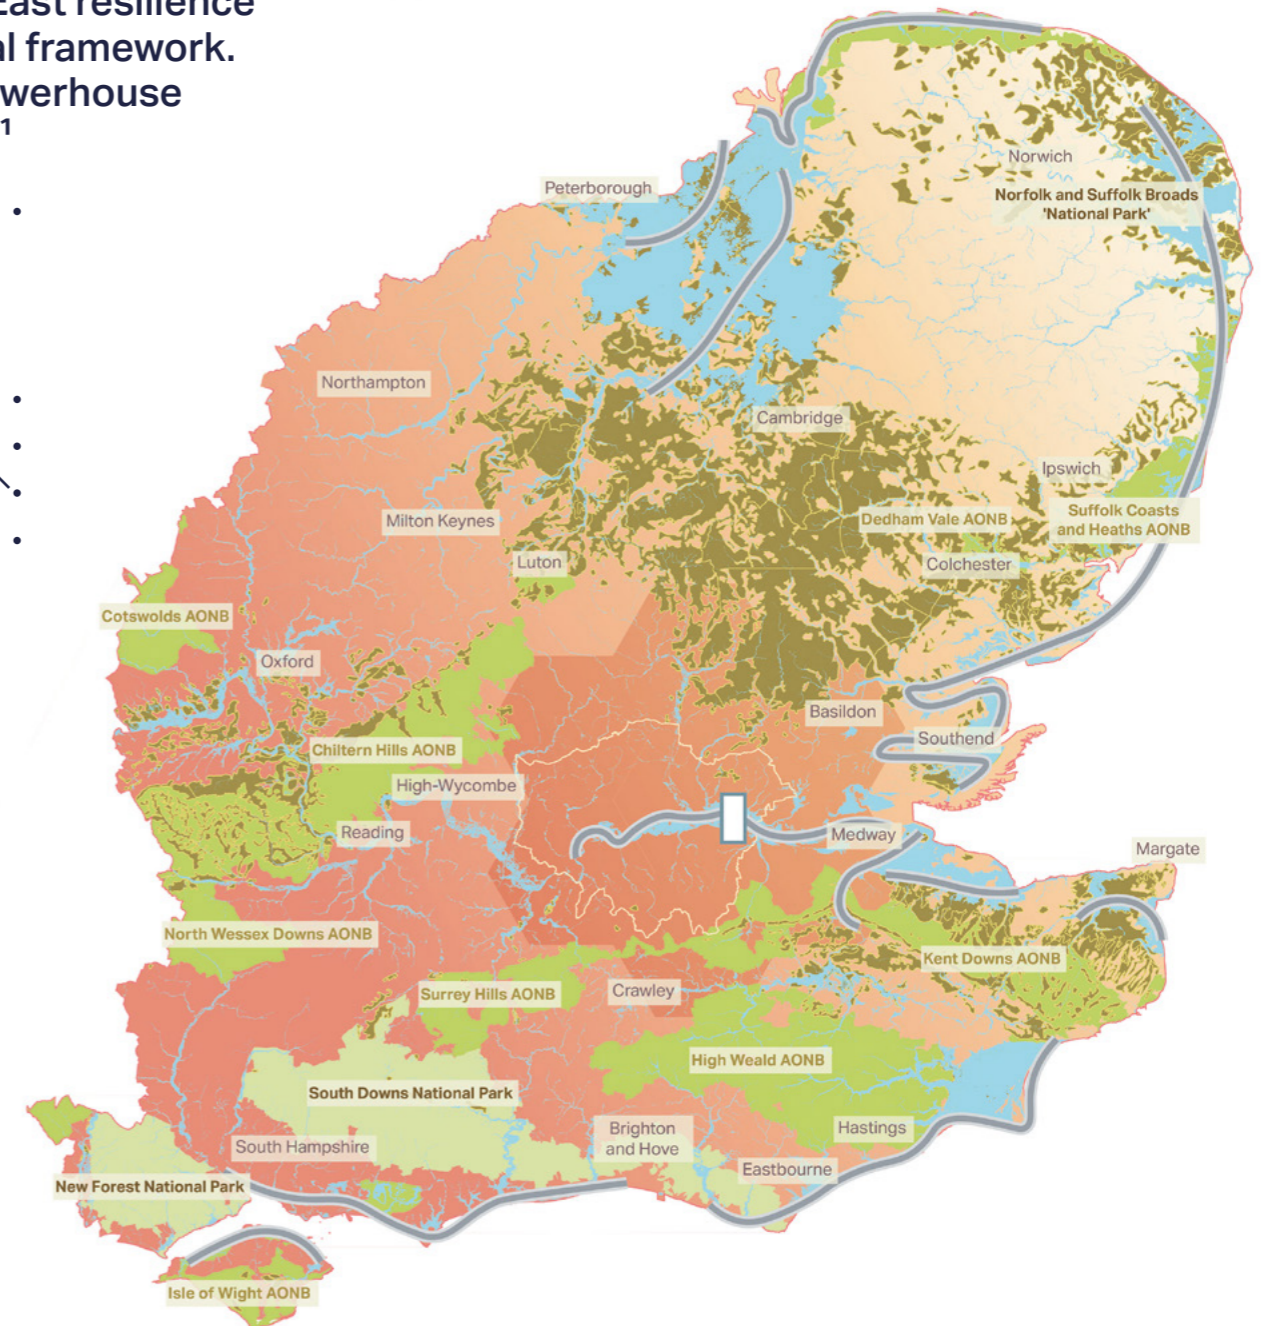 East resilience
al framework.
werhouse
1
Peterborough
Norwich
Norfolk and Suffolk Broads
'National Park'
Northampton
Cambridge
Ipswich
Milton Keynes
Dedham Vale AONB
Suffolk Coasts
and Heaths AONB
Luton
Colchester
Cotswolds AONB
Oxford
Basildon
Southend
Chiltern Hills AONB
High-Wycombe
Reading
Medway
Margate
North Wessex Downs AONB
Kent Downs AONB
Surrey Hills AONB
Crawley
High Weald AONB
South Downs National Park
Brighton
and Hove
Hastings
South Hampshire
Eastbourne
New Forest National Park
Isle of Wight AONB